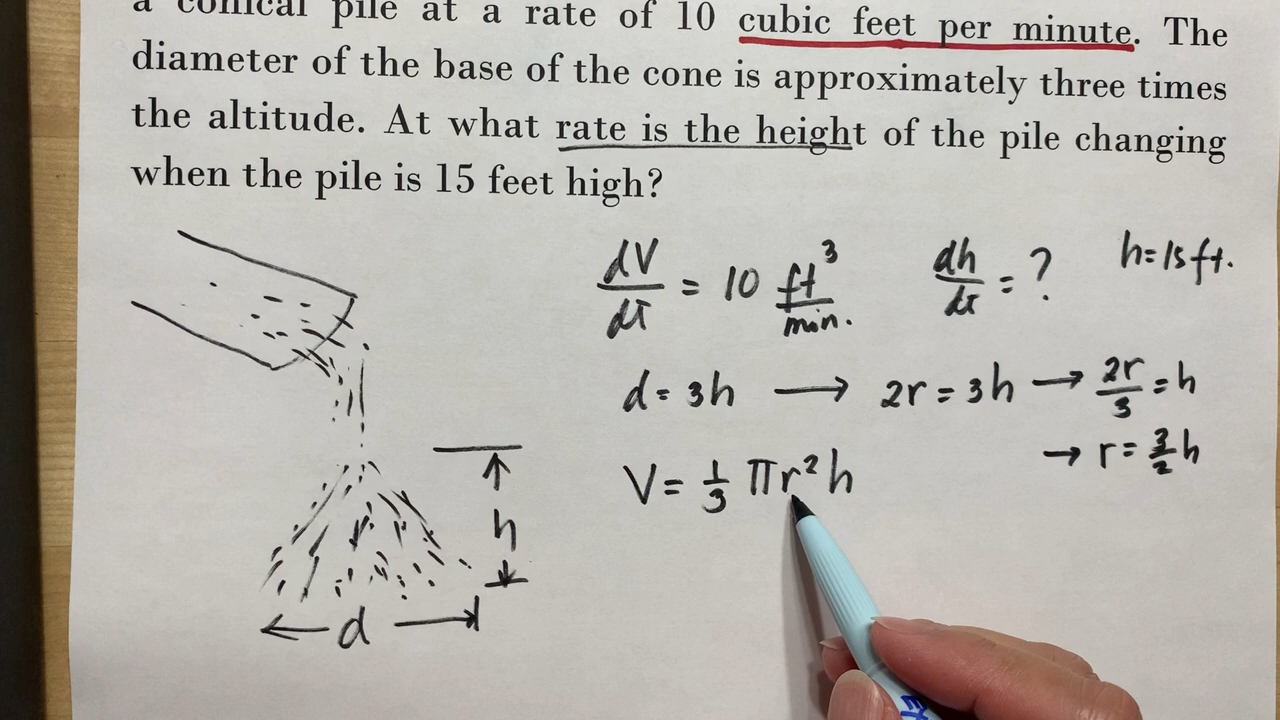 a conical pile at a rate of 10 cubic feet per minute. The
diameter of the base of the cone is approximately three times
the altitude. At what rate is the height of the pile changing
when the pile is 15 feet high?
dV/dt = 10 ft³/min. dh/dt = ? h = 15 ft.
d = 3h → 2r = 3h → 2r/3 = h
→ r = 3/2 h
V = 1/3 πr²h
h
d